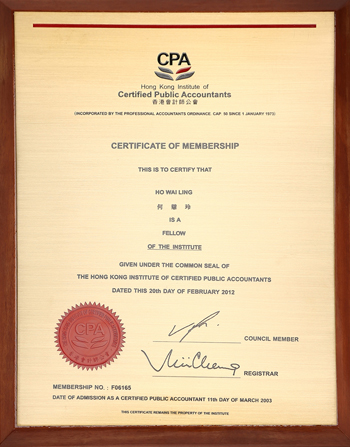 CPA
Hong Kong Institute of
Certified Public Accountants
香港會計師公會
(INCORPORATED BY THE PROFESSIONAL ACCOUNTANTS ORDINANCE CAP. 50 SINCE 1 JANUARY 1973)
CERTIFICATE OF MEMBERSHIP
THIS IS TO CERTIFY THAT
HO WAI LING
何 玲
IS A
FELLOW
OF THE INSTITUTE
GIVEN UNDER THE COMMON SEAL OF
THE HONG KONG INSTITUTE OF CERTIFIED PUBLIC ACCOUNTANTS
DATED THIS 20th DAY OF FEBRUARY 2012
CPA
COUNCIL MEMBER
REGISTRAR
MEMBERSHIP NO. : F06165
DATE OF ADMISSION AS A CERTIFIED PUBLIC ACCOUNTANT 11th DAY OF MARCH 2003
THIS CERTIFICATE REMAINS THE PROPERTY OF THE INSTITUTE